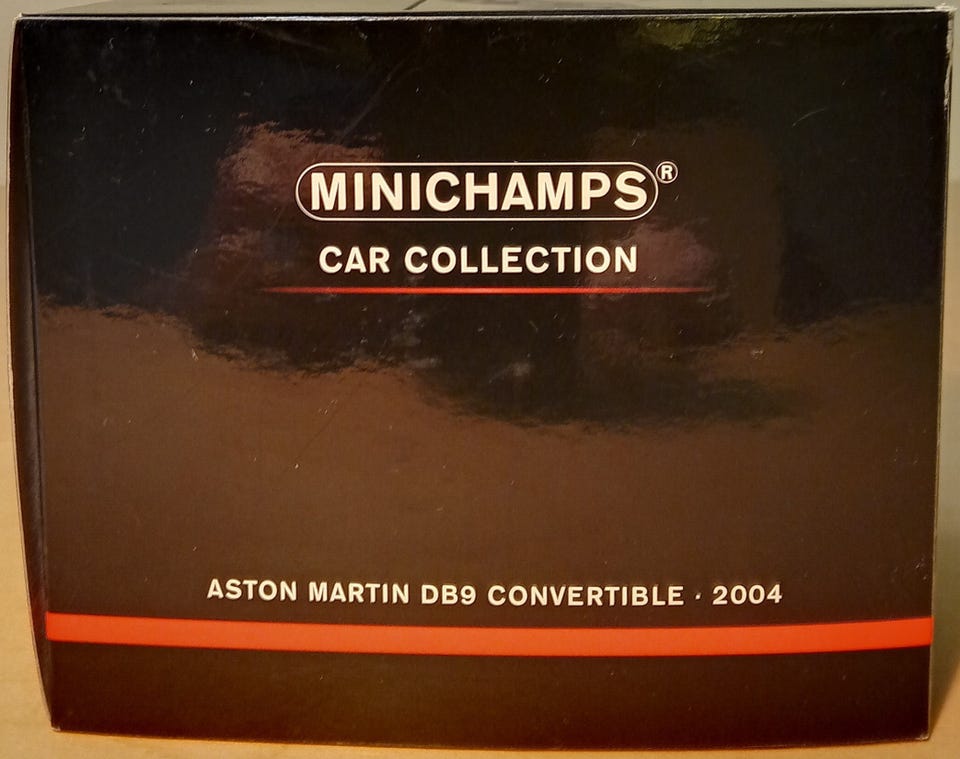 MINICHAMPS®
CAR COLLECTION
ASTON MARTIN DB9 CONVERTIBLE · 2004